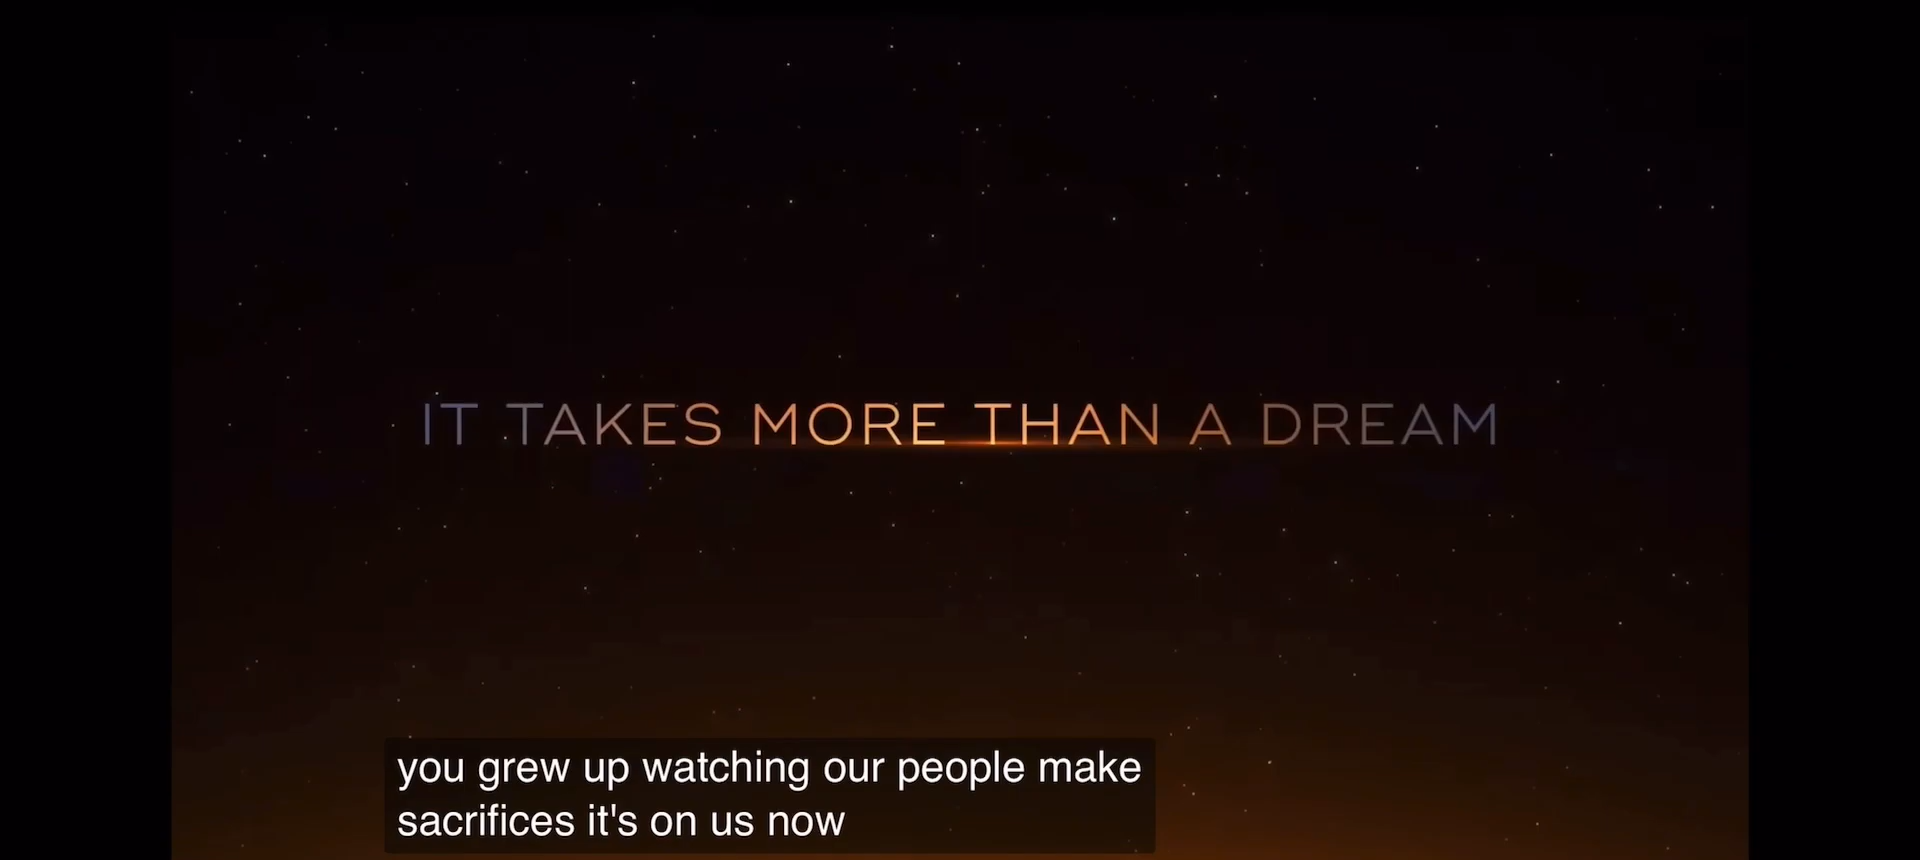 IT TAKES MORE THAN A DREAM
you grew up watching our people make
sacrifices it's on us now